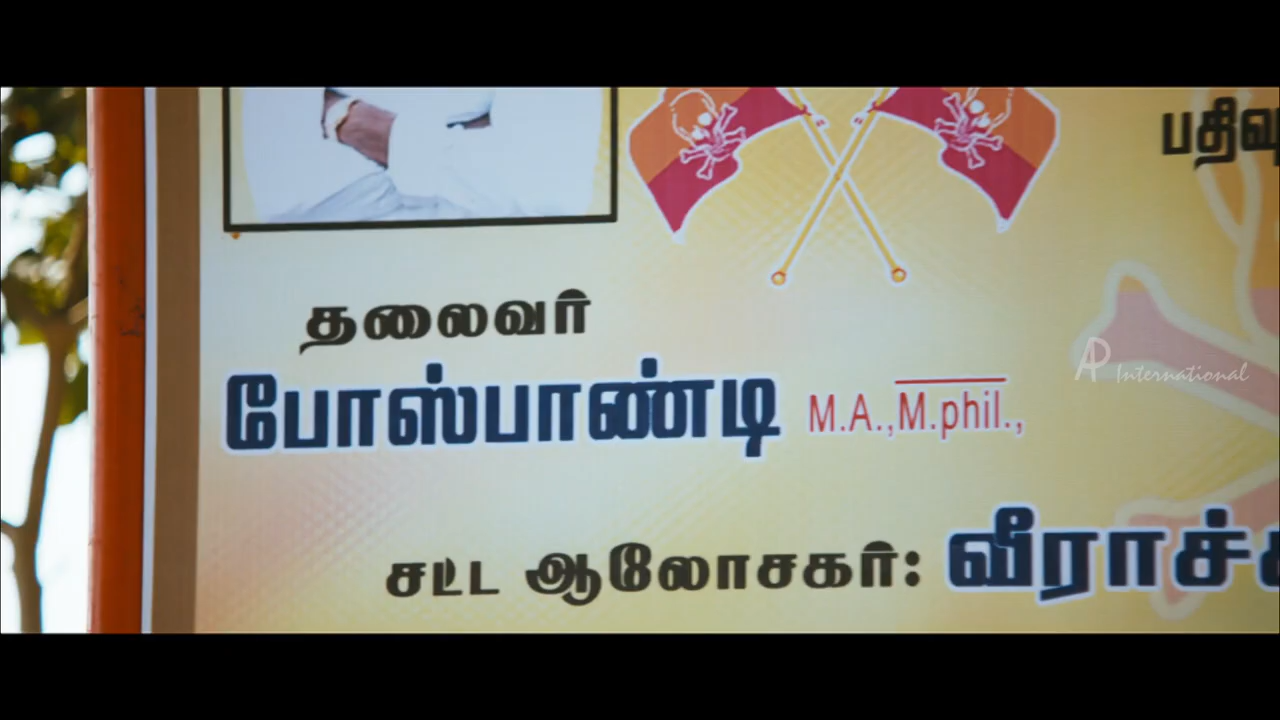 தலைவர்
போஸ்பாண்டி M.A.,M.phil.,
AP International
சட்ட ஆலோசகர்: